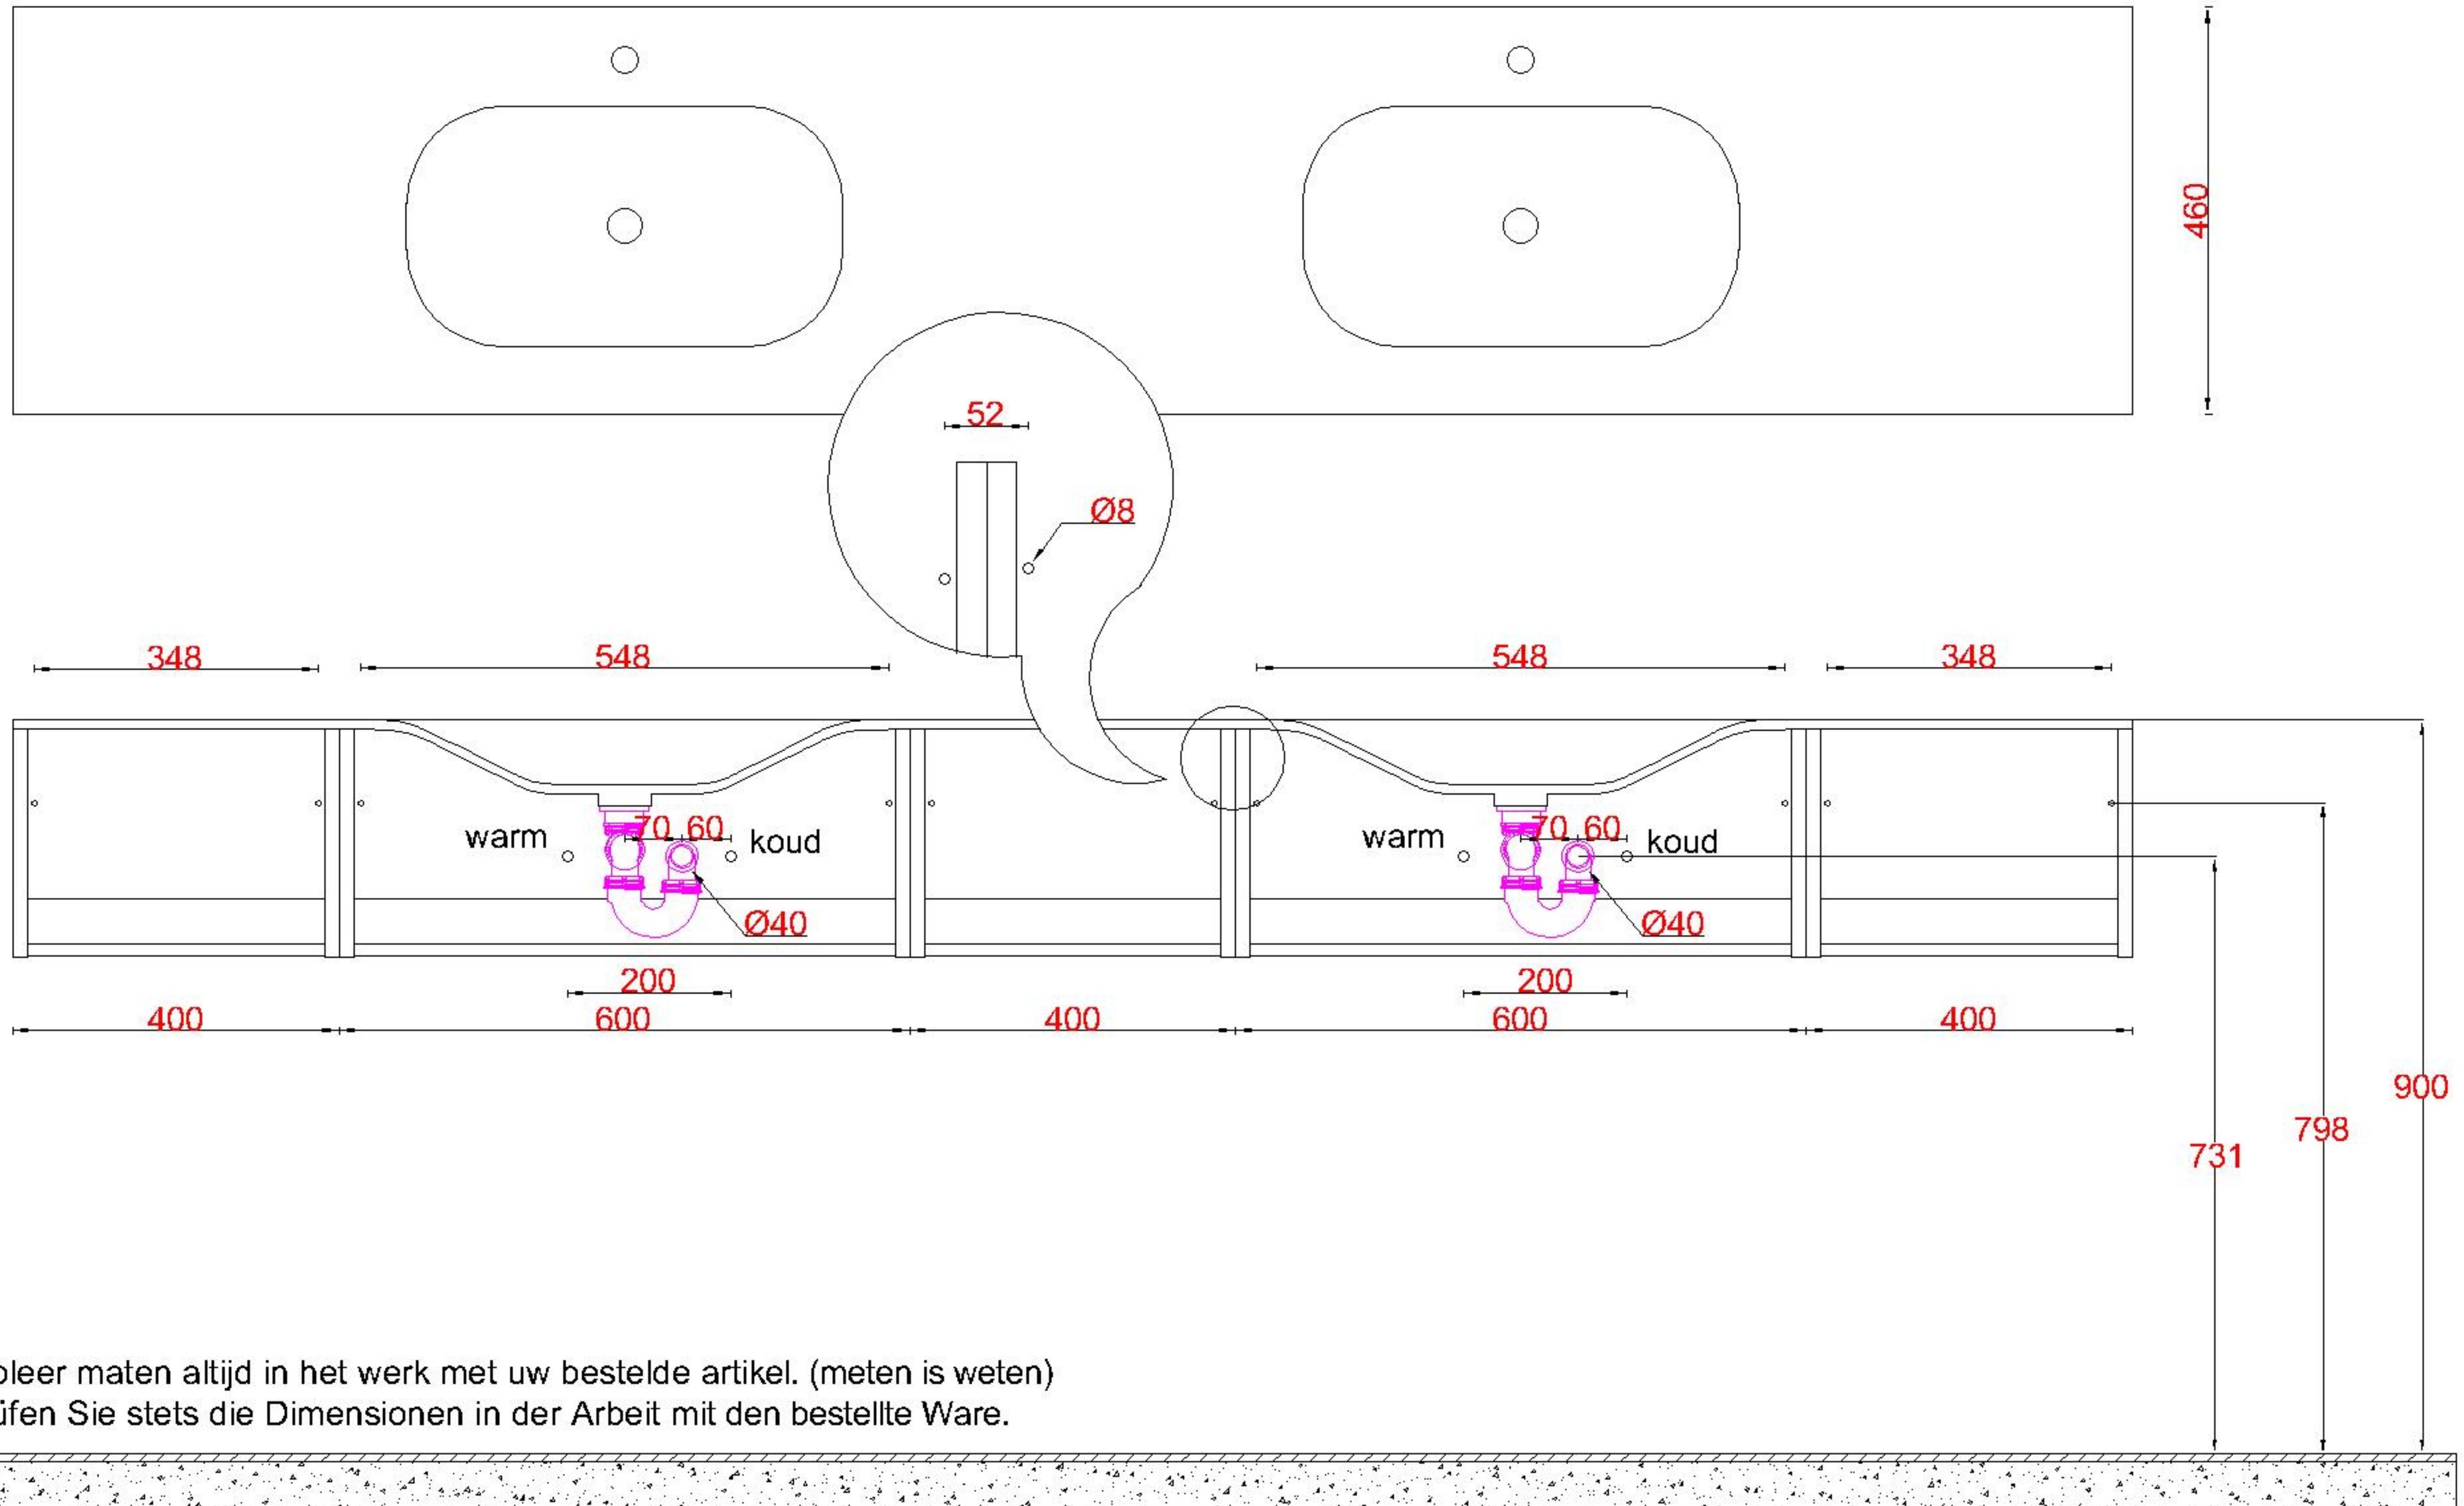 460
52
Ø8
348
548
548
348
warm
70
60
koud
warm
70
60
koud
Ø40
Ø40
200
200
400
600
400
600
400
900
798
731
oleer maten altijd in het werk met uw bestelde artikel. (meten is weten)
üfen Sie stets die Dimensionen in der Arbeit mit den bestellte Ware.